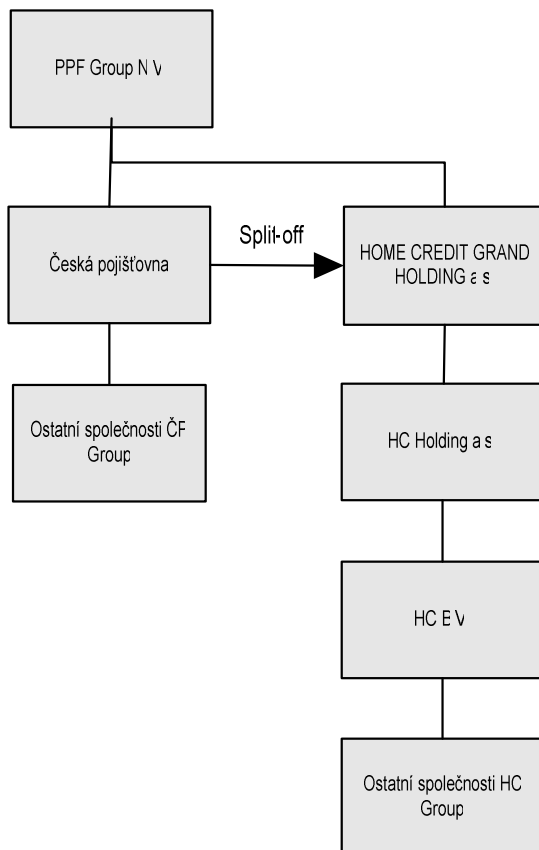 PPF Group N V
Česká pojišťovna
Split-off
HOME CREDIT GRAND
HOLDING a s
Ostatní společnosti ČP
Group
HC Holding a s
HC B V
Ostatní společnosti HC
Group